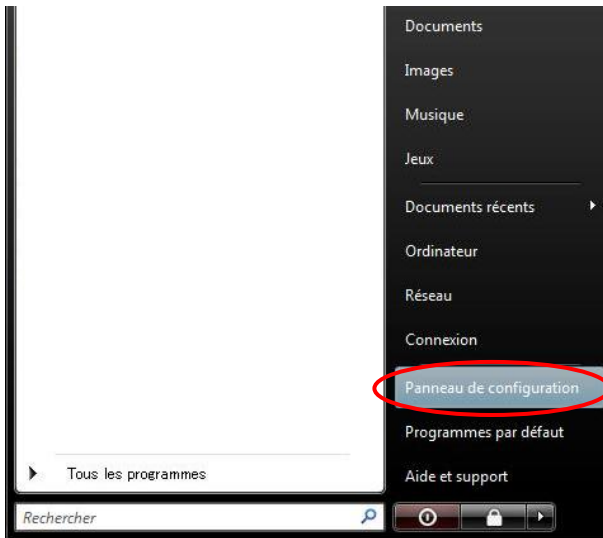 Documents
Images
Musique
Jeux
Documents récents
Ordinateur
Réseau
Connexion
Panneau de configuration
Programmes par défaut
Tous les programmes
Aide et support
Rechercher